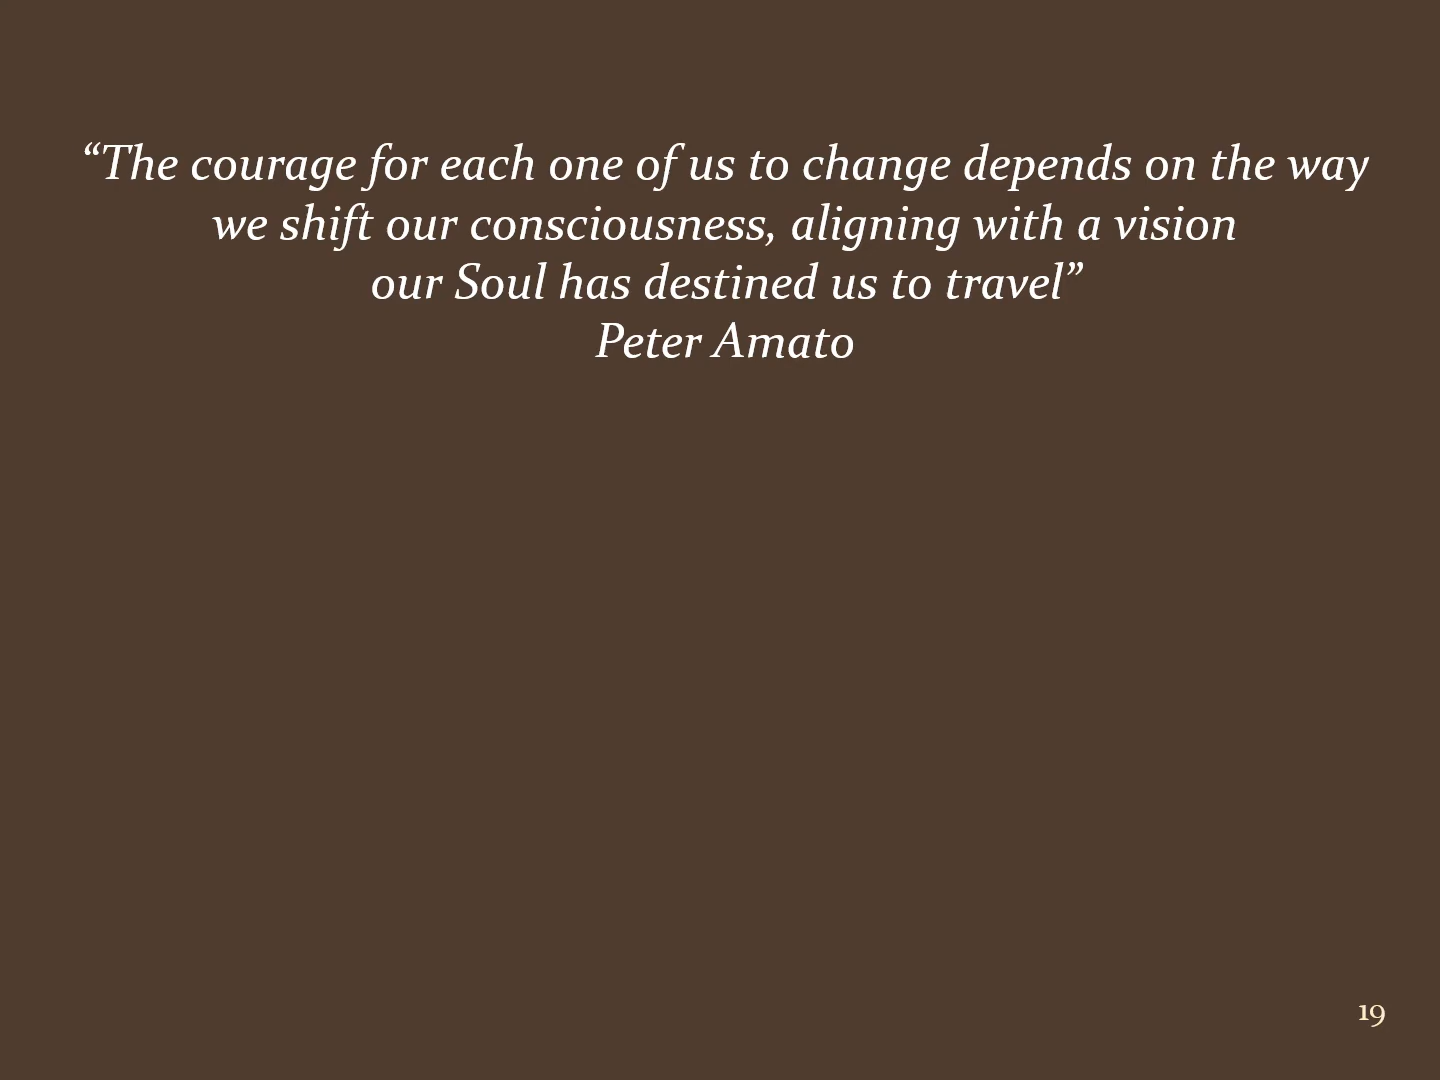 “The courage for each one of us to change depends on the way
we shift our consciousness, aligning with a vision
our Soul has destined us to travel”
Peter Amato
19